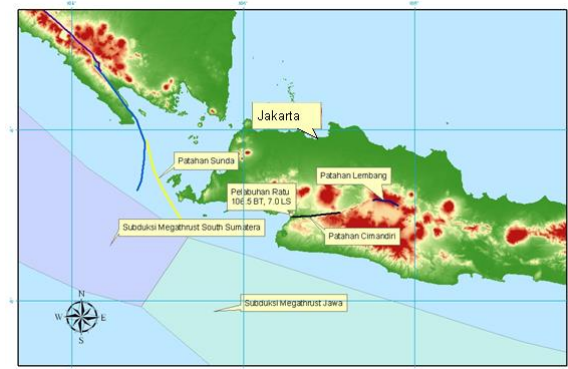 Jakarta
Patahan Sunda
Patahan Lembang
Pelabuhan Ratu
106.5 BT, 7.0 LS
Patahan Cimandiri
Subduksi Megathrust South Sumatera
Subduksi Megathrust Jawa
N
W
E
S